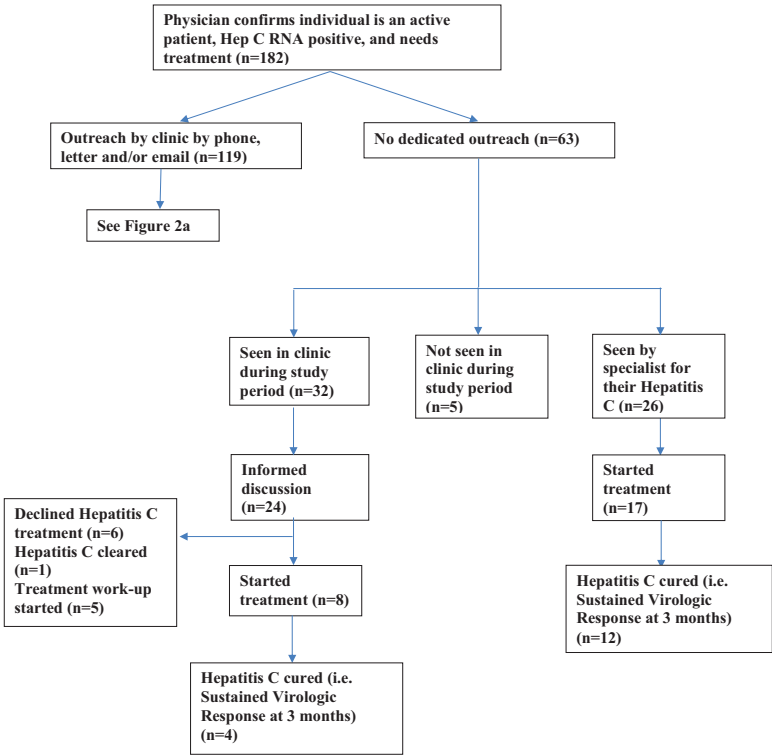 Physician confirms individual is an active
patient, Hep C RNA positive, and needs
treatment (n=182)
Outreach by clinic by phone,
letter and/or email (n=119)
No dedicated outreach (n=63)
See Figure 2a
Seen in clinic
during study
period (n=32)
Not seen in
clinic during
study period
(n=5)
Seen by
specialist for
their Hepatitis
C (n=26)
Informed
discussion
(n=24)
Started
treatment
(n=17)
Declined Hepatitis C
treatment (n=6)
Hepatitis C cleared
(n=1)
Treatment work-up
started (n=5)
Started
treatment (n=8)
Hepatitis C cured (i.e.
Sustained Virologic
Response at 3 months)
(n=12)
Hepatitis C cured (i.e.
Sustained Virologic
Response at 3 months)
(n=4)